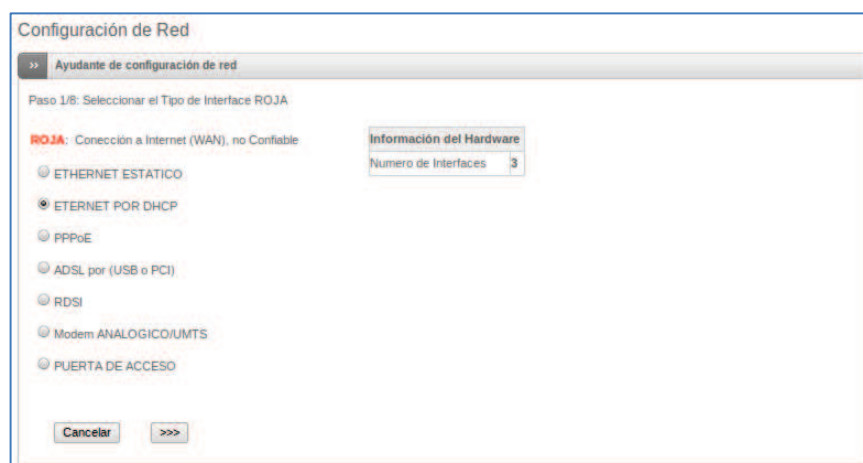 Configuración de Red
›› Ayudante de configuración de red
Paso 1/8: Seleccionar el Tipo de Interface ROJA
ROJA: Conección a Internet (WAN), no Confiable
Información del Hardware
Numero de Interfaces 3
ETHERNET ESTATICO
ETERNET POR DHCP
PPPoE
ADSL por (USB o PCI)
RDSI
Modem ANALOGICO/UMTS
PUERTA DE ACCESO
Cancelar >>>